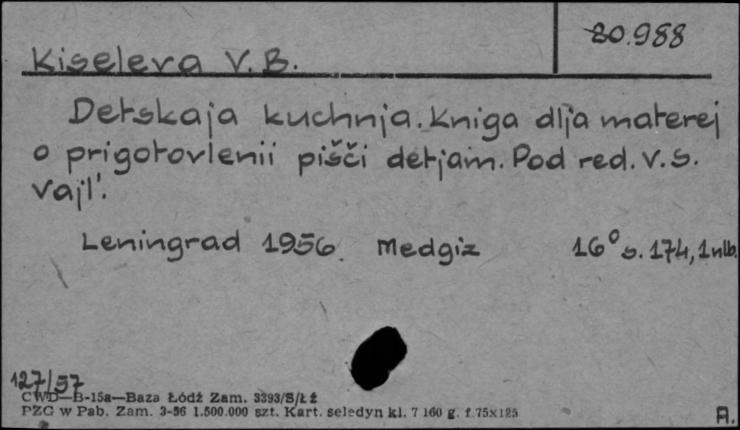 20.988
Kiseleva V.B.
Detskaja kuchnja. Kniga dlja materej
o prigotovlenii pišči detjam. Pod red. V.S.
Vajl'.
Leningrad 1956. Medgiz 16° s. 174, 1 nlb.
127/57
CWD—B-15a—Baza Łódź Zam. 3393/S/ŁŻ
PZG w Pab. Zam. 3-56 1.500.000 szt. Kart. seledyn kl. 7 160 g. f.75x125
A.